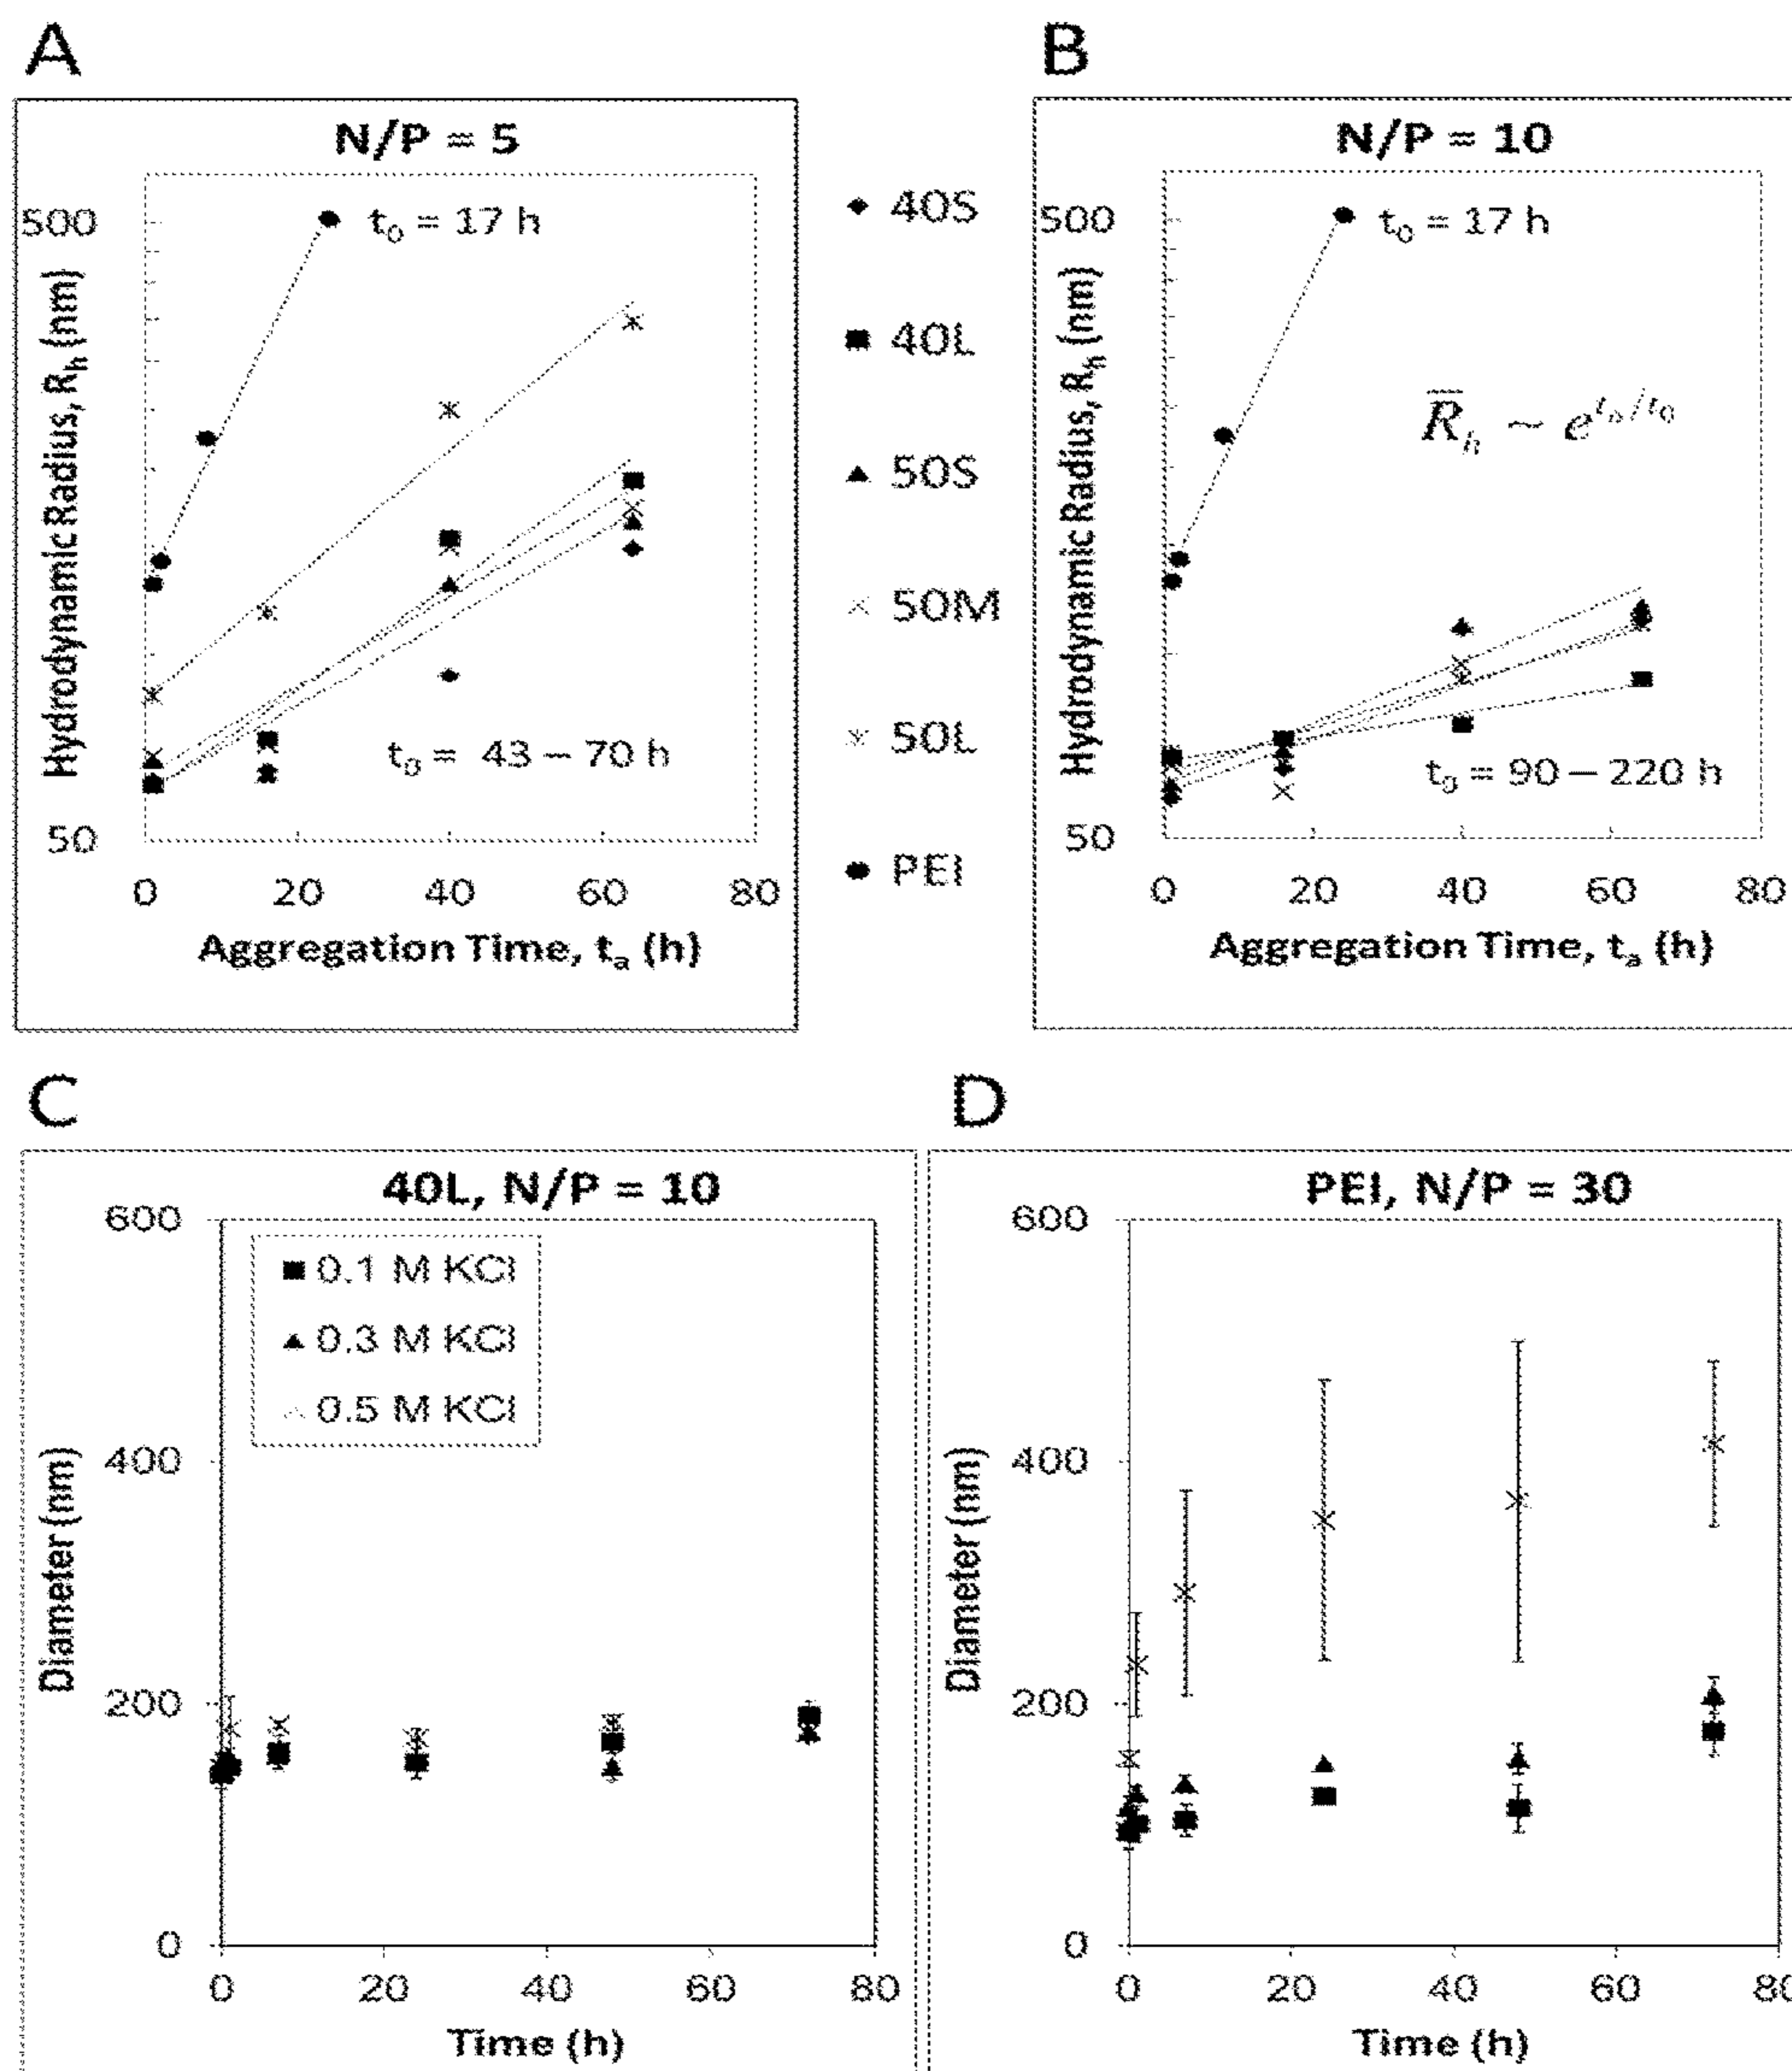 A
N/P = 5
500
50
Hydrodynamic Radius, Rₕ (nm)
t₀ = 17 h
t₀ = 43 – 70 h
0 20 40 60 80
Aggregation Time, tₐ (h)
40S
40L
50S
50M
50L
PEI
B
N/P = 10
500
50
Hydrodynamic Radius, Rₕ (nm)
t₀ = 17 h
t₀ = 90 – 220 h
0 20 40 60 80
Aggregation Time, tₐ (h)
C
40L, N/P = 10
600
400
200
0
Diameter (nm)
0.1 M KCl
0.3 M KCl
0.5 M KCl
0 20 40 60 80
Time (h)
D
PEI, N/P = 30
600
400
200
0
Diameter (nm)
0 20 40 60
Time (h)